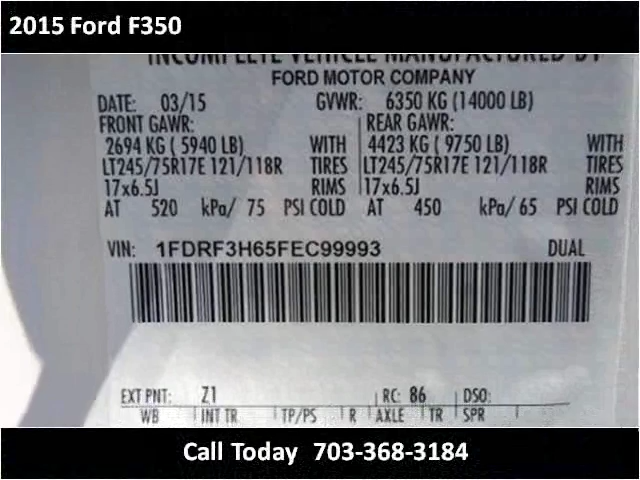 2015 Ford F350
INCOMPLETE VEHICLE MANUFACTURED BY
FORD MOTOR COMPANY
DATE: 03/15 GVWR: 6350 KG (14000 LB)
FRONT GAWR: REAR GAWR:
2694 KG ( 5940 LB) WITH 4423 KG ( 9750 LB) WITH
LT245/75R17E 121/118R TIRES LT245/75R17E 121/118R TIRES
17x6.5J RIMS 17x6.5J RIMS
AT 520 kPa/ 75 PSI COLD AT 450 kPa/ 65 PSI COLD
VIN: 1FDRF3H65FEC99993 DUAL
EXT PNT: Z1 RC: 86 DSO:
WB INT TR TP/PS R AXLE TR SPR
Call Today 703-368-3184